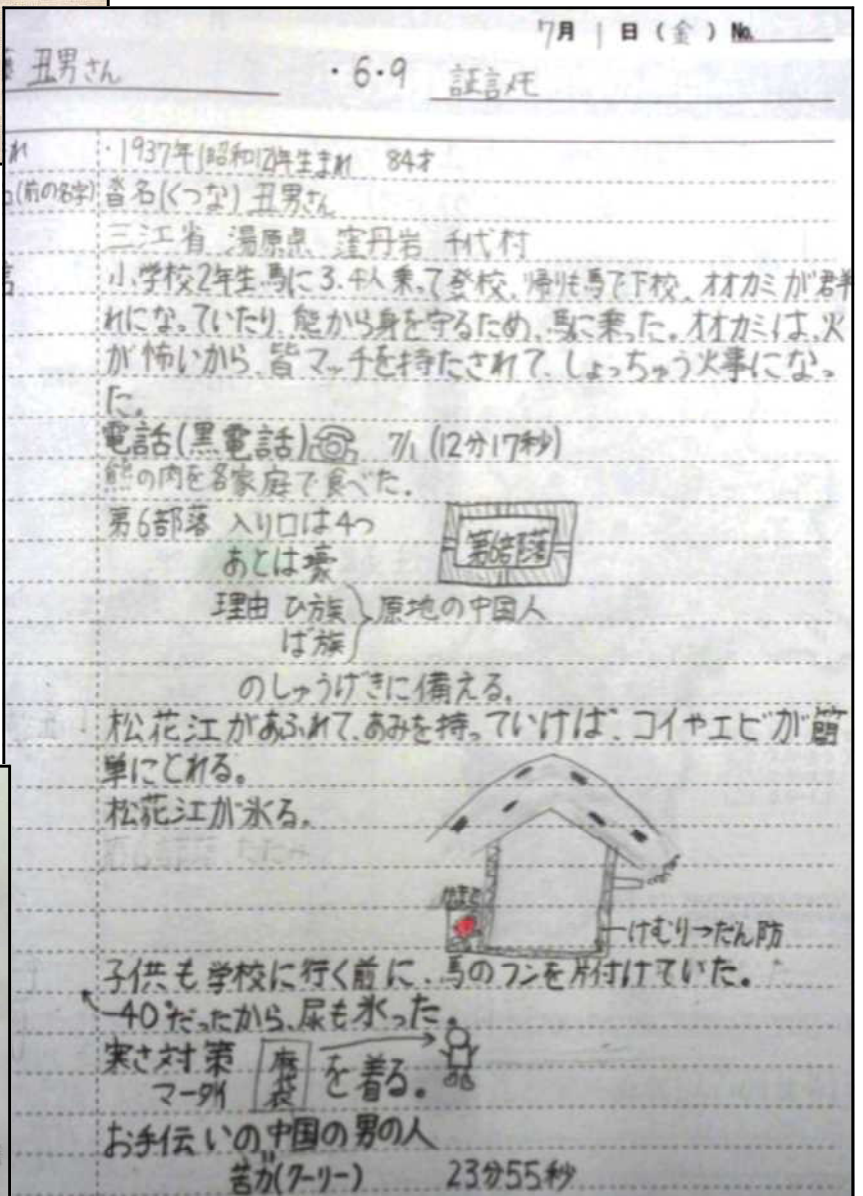 7月1日(金) No.
丑男さん ・6・9 証言メモ
・1937年(昭和12年生まれ 84才
(前の名字) 沓名(くつな)丑男さん
三江省 湯原県 窪丹岩 千代村
小学校2年生馬に3、4人乗って登校、帰りも馬で下校、オオカミが群
れになっていたり、熊から身を守るため、馬に乗った。オオカミは、火
が怖いから、皆マッチを持たされて、しょっちゅう火事になっ
た。
電話(黒電話) 7/1 (12分17秒)
熊の肉を各家庭で食べた。
第6部落 入り口は4つ
第6部落
あとは壕
理由 ひ族 原地の中国人
ば族
のしゅうげきに備える。
松花江があふれて、あみを持っていけば、コイやエビが簡
単にとれる。
松花江が氷る。
かまど
けむり→だん防
子供も学校に行く前に、馬のフンを片付けていた。
-40°だったから、尿も氷った。
寒さ対策 麻袋 を着る。
マータイ
お手伝いの中国の男の人
苦力(クーリー) 23分55秒